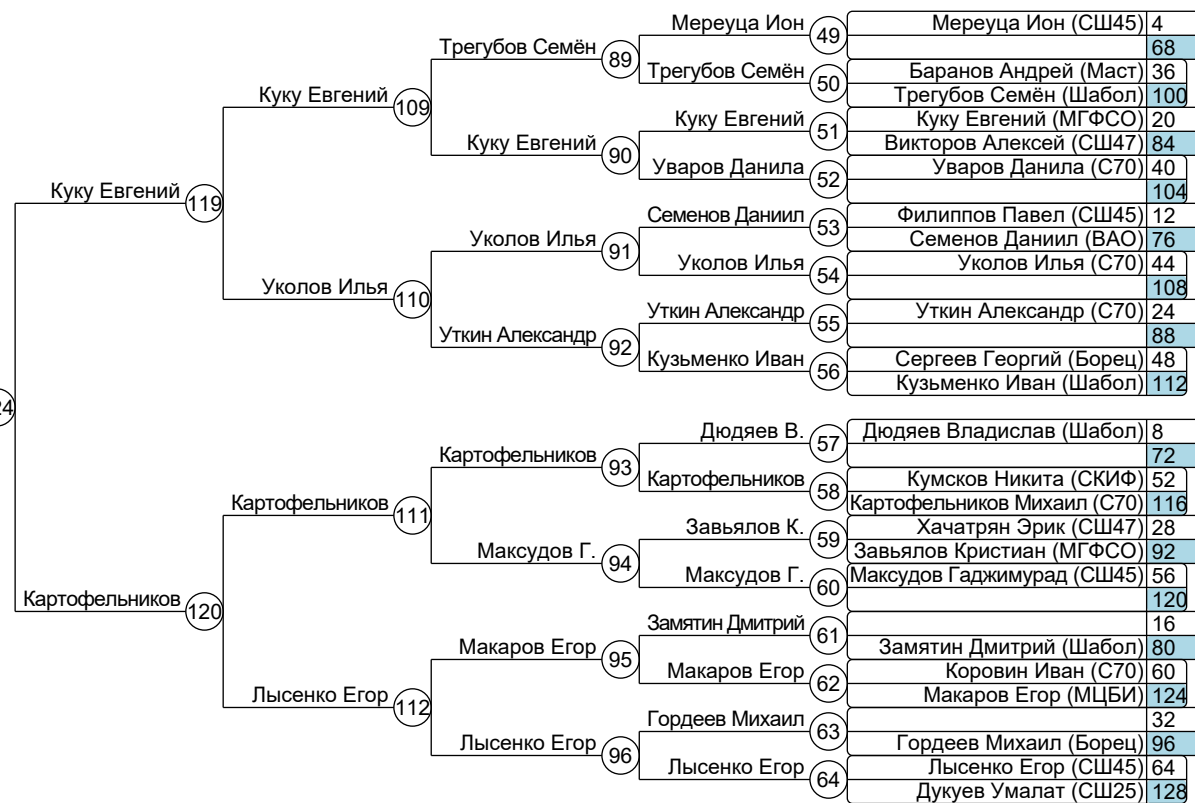 Мереуца Ион 49 Мереуца Ион (СШ45) 4
68
Трегубов Семён 89
Трегубов Семён 50 Баранов Андрей (Маст) 36
Трегубов Семён (Шабол) 100
Куку Евгений 109
Куку Евгений 51 Куку Евгений (МГФСО) 20
Викторов Алексей (СШ47) 84
Куку Евгений 90
Уваров Данила 52 Уваров Данила (С70) 40
104
Куку Евгений 119
Семенов Даниил 53 Филиппов Павел (СШ45) 12
Семенов Даниил (ВАО) 76
Уколов Илья 91
Уколов Илья 54 Уколов Илья (С70) 44
108
Уколов Илья 110
Уткин Александр 55 Уткин Александр (С70) 24
88
Уткин Александр 92
Кузьменко Иван 56 Сергеев Георгий (Борец) 48
Кузьменко Иван (Шабол) 112
24
Дюдяев В. 57 Дюдяев Владислав (Шабол) 8
72
Картофельников 93
Картофельников 58 Кумсков Никита (СКИФ) 52
Картофельников Михаил (С70) 116
Картофельников 111
Завьялов К. 59 Хачатрян Эрик (СШ47) 28
Завьялов Кристиан (МГФСО) 92
Максудов Г. 94
Максудов Г. 60 Максудов Гаджимурад (СШ45) 56
120
Картофельников 120
Замятин Дмитрий 61 16
Замятин Дмитрий (Шабол) 80
Макаров Егор 95
Макаров Егор 62 Коровин Иван (С70) 60
Макаров Егор (МЦБИ) 124
Лысенко Егор 112
Гордеев Михаил 63 32
Гордеев Михаил (Борец) 96
Лысенко Егор 96
Лысенко Егор 64 Лысенко Егор (СШ45) 64
Дукуев Умалат (СШ25) 128